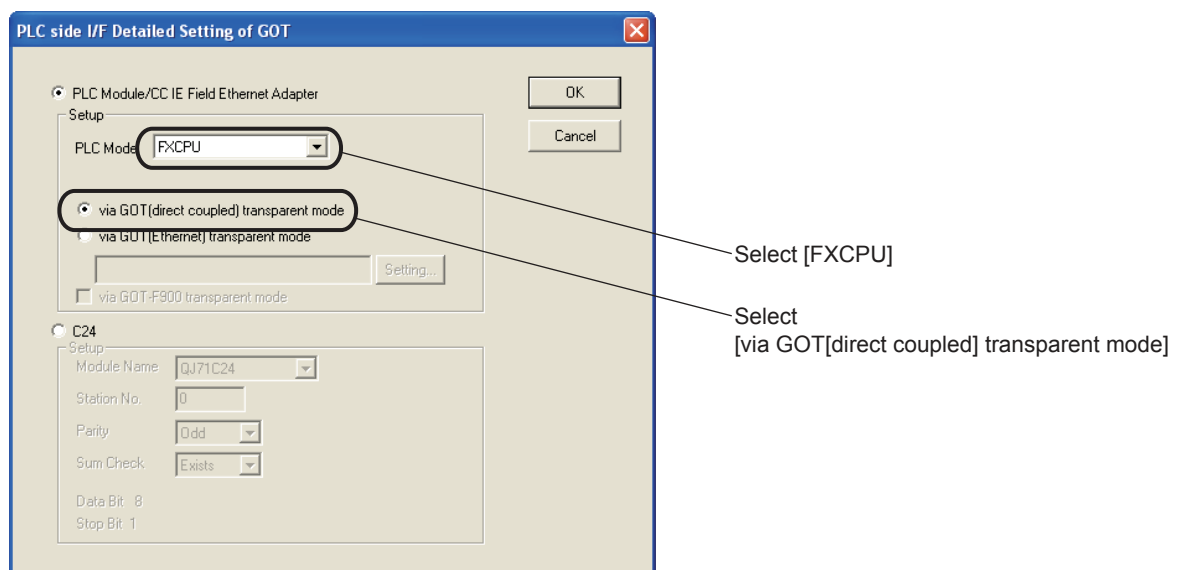 PLC side I/F Detailed Setting of GOT
PLC Module/CC IE Field Ethernet Adapter
OK
Setup
Cancel
PLC Mode
FXCPU
via GOT(direct coupled) transparent mode
via GOT(Ethernet) transparent mode
Setting...
via GOT-F900 transparent mode
C24
Setup
Module Name
QJ71C24
Station No.
0
Parity
Odd
Sum Check
Exists
Data Bit 8
Stop Bit 1
Select [FXCPU]
Select
[via GOT[direct coupled] transparent mode]